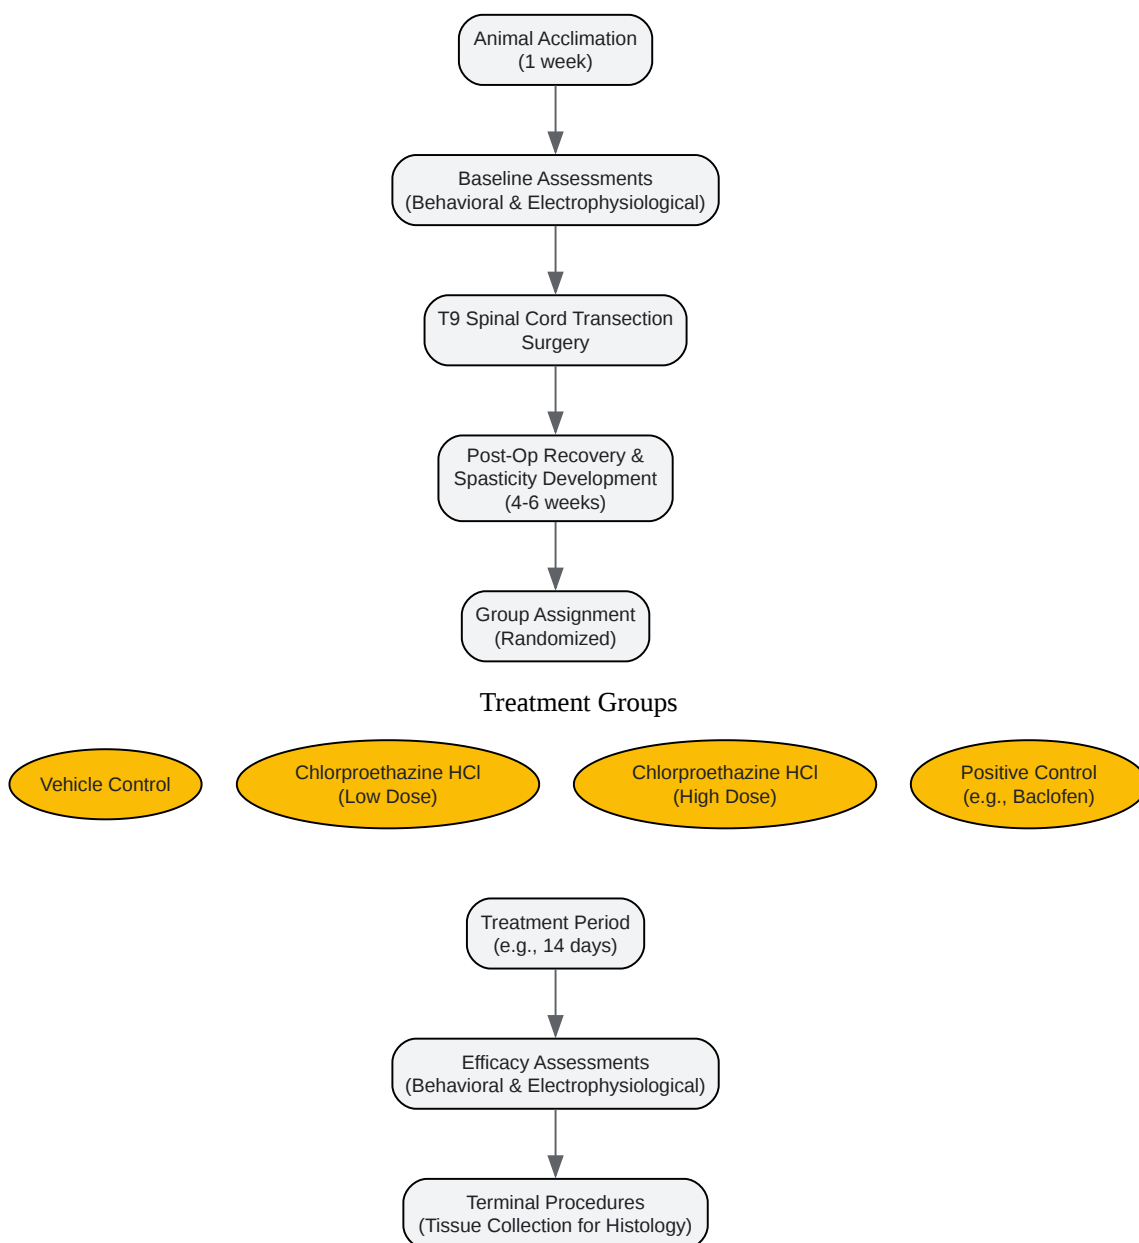 Animal Acclimation
(1 week)
Baseline Assessments
(Behavioral & Electrophysiological)
T9 Spinal Cord Transection
Surgery
Post-Op Recovery &
Spasticity Development
(4-6 weeks)
Group Assignment
(Randomized)
Treatment Groups
Vehicle Control
Chlorproethazine HCl
(Low Dose)
Chlorproethazine HCl
(High Dose)
Positive Control
(e.g., Baclofen)
Treatment Period
(e.g., 14 days)
Efficacy Assessments
(Behavioral & Electrophysiological)
Terminal Procedures
(Tissue Collection for Histology)